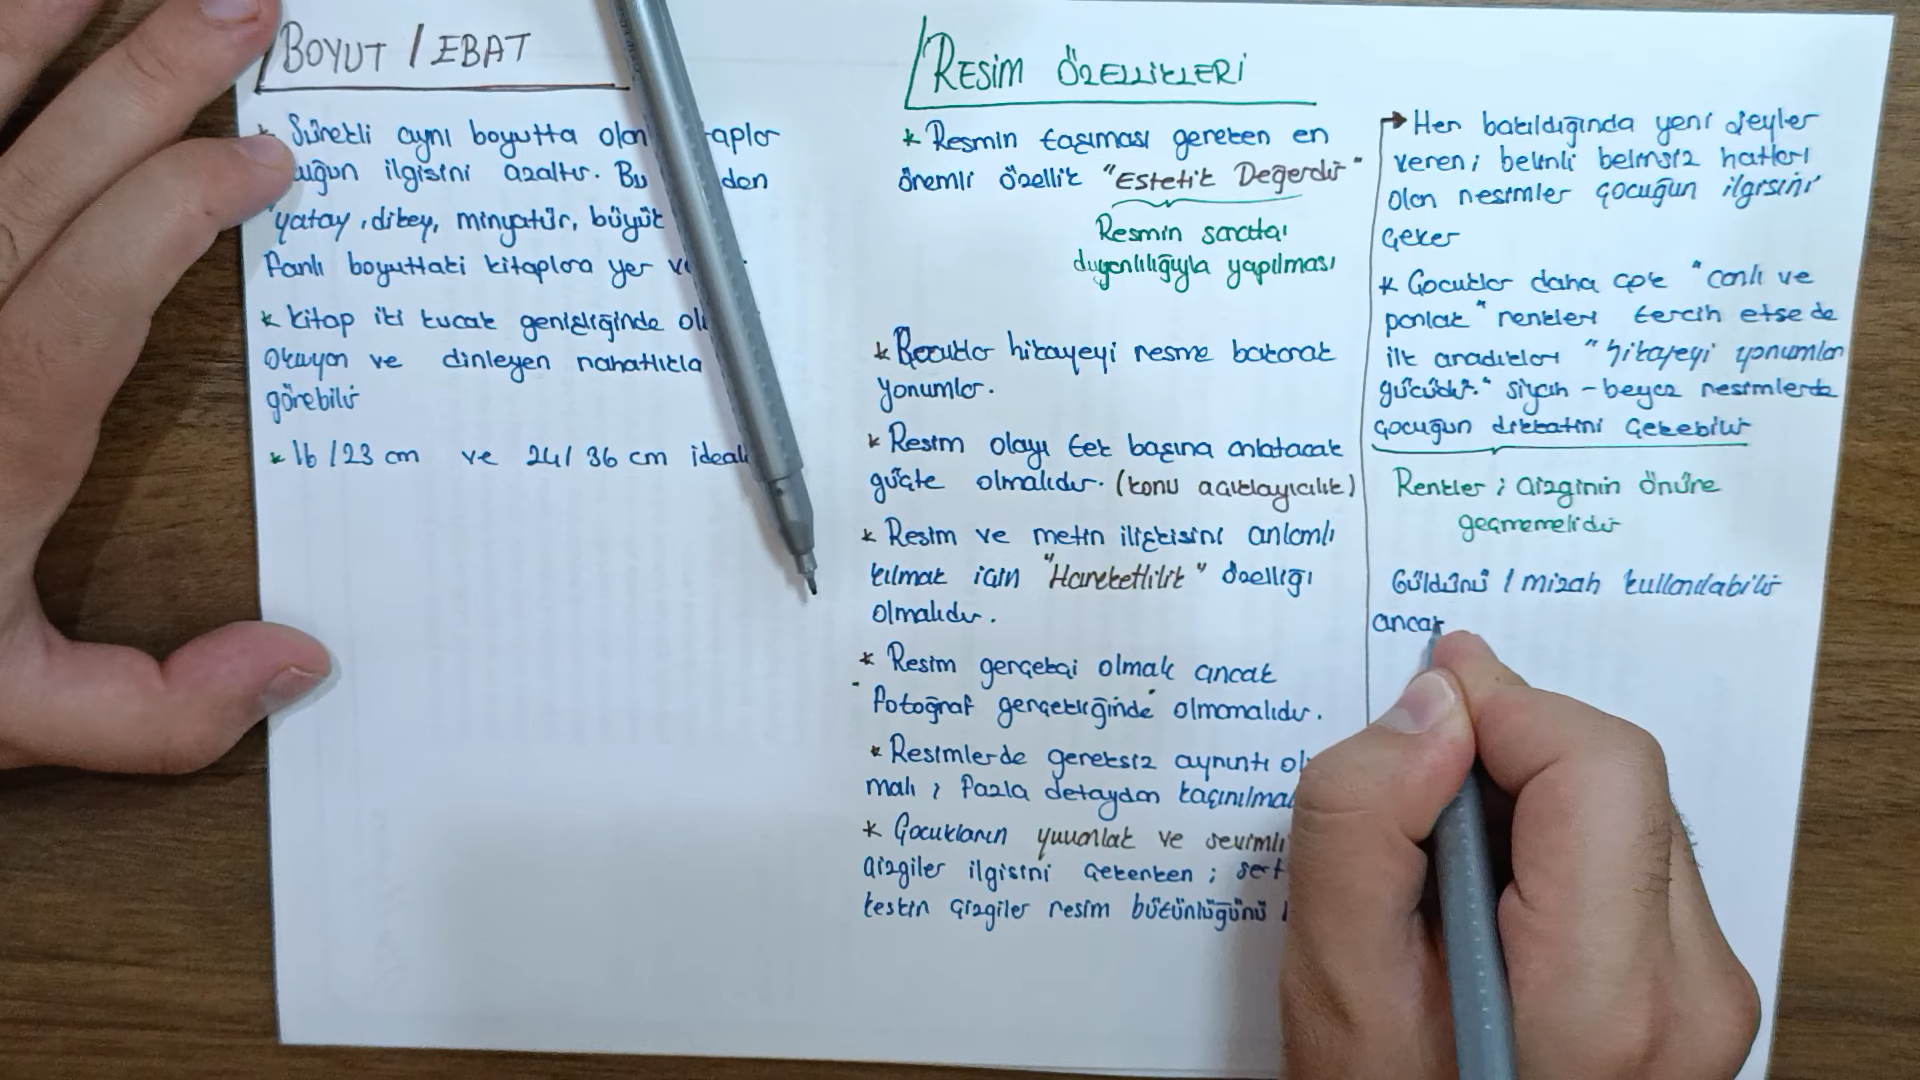 BOYUT / EBAT
* Sürekli aynı boyutta olan
ilgisini azaltır. Bu
yatay, dikey, minyatür, büyük
farklı boyuttaki kitaplara yer
* Kitap iki kucak genişliğinde
okuyan ve dinleyen rahatlıkla
görebilir
* 16/23 cm ve 24/36 cm
RESİM ÖZELLİKLERİ
* Resmin taşıması gereken en
önemli özellik "Estetik Değerdir"
Resmin sanatsal
duyarlılığıyla yapılması
* Çocuklar hikayeyi resme bakarak
yorumlar.
* Resim olayı tek başına anlatacak
güçte olmalıdır. (konu açıklayıcılık)
* Resim ve metin ilişkisini anlamlı
kılmak için "Hareketlilik" özelliği
olmalıdır.
* Resim gerçekçi olmalı ancak
fotoğraf gerçekliğinde olmamalıdır.
* Resimlerde gereksiz ayrıntı
malı ; fazla detaydan
* Çocukların yuvarlak ve sevimli
çizgiler ilgisini çekerken ; sert
keskin çizgiler resim bütünlüğünü
→ Her bakıldığında yeni şeyler
veren ; belirli belirsiz hatları
olan resimler çocuğun ilgisini
çeker
* Çocuklar daha çok "canlı ve
parlak" renkleri tercih etse de
ilk aradıkları "hikayeyi yorumlar
gücüdür." siyah - beyaz resimlerde
çocuğun dikkatini çekebilir
Renkler ; çizginin önüne
geçmemelidir
Güldürü / mizah kullanılabilir
ancak